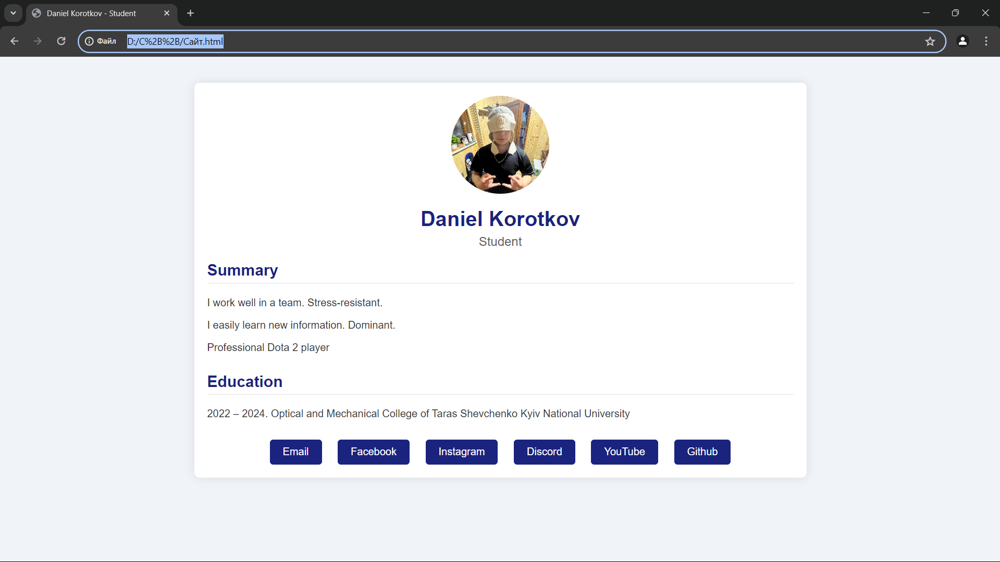 Daniel Korotkov - Student
Файл D:/C%2B%2B/Сайт.html
Daniel Korotkov
Student
Summary
I work well in a team. Stress-resistant.
I easily learn new information. Dominant.
Professional Dota 2 player
Education
2022 – 2024. Optical and Mechanical College of Taras Shevchenko Kyiv National University
Email Facebook Instagram Discord YouTube Github